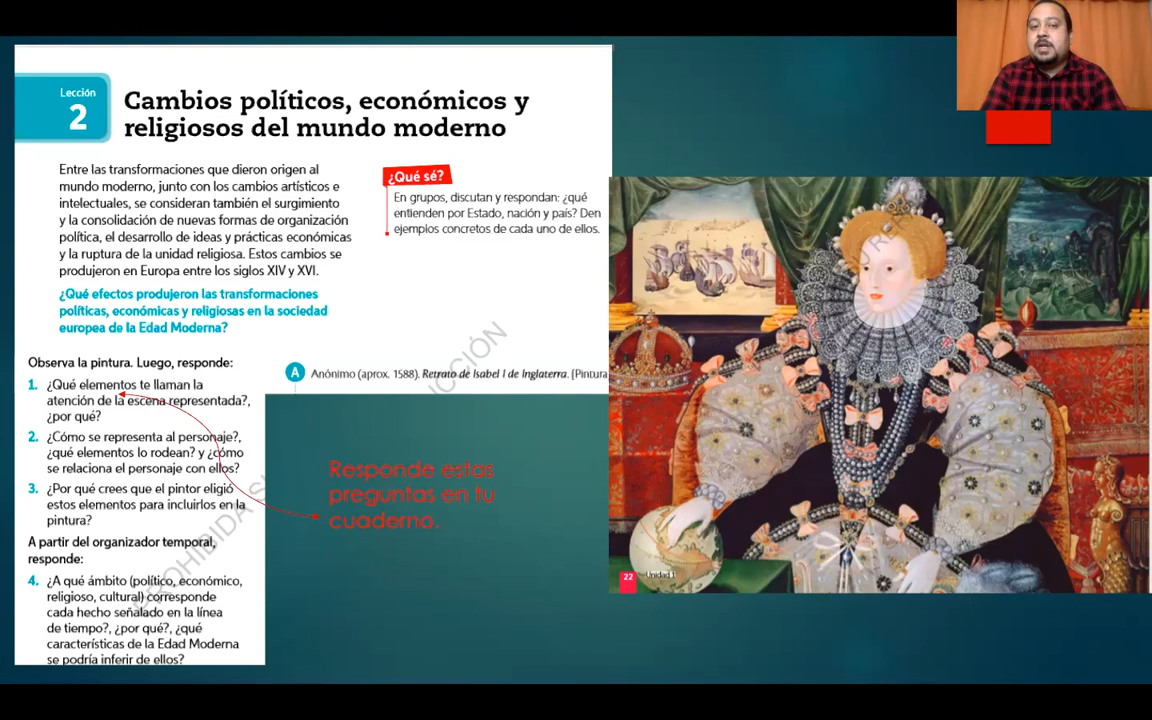 Lección
2
Cambios políticos, económicos y
religiosos del mundo moderno
Entre las transformaciones que dieron origen al
mundo moderno, junto con los cambios artísticos e
intelectuales, se consideran también el surgimiento
y la consolidación de nuevas formas de organización
política, el desarrollo de ideas y prácticas económicas
y la ruptura de la unidad religiosa. Estos cambios se
produjeron en Europa entre los siglos XIV y XVI.
¿Qué efectos produjeron las transformaciones
políticas, económicas y religiosas en la sociedad
europea de la Edad Moderna?
¿Qué sé?
En grupos, discutan y respondan: ¿qué
entienden por Estado, nación y país? Den
ejemplos concretos de cada uno de ellos.
Observa la pintura. Luego, responde:
1. ¿Qué elementos te llaman la
atención de la escena representada?,
¿por qué?
2. ¿Cómo se representa al personaje?,
¿qué elementos lo rodean? y ¿cómo
se relaciona el personaje con ellos?
3. ¿Por qué crees que el pintor eligió
estos elementos para incluirlos en la
pintura?
A partir del organizador temporal,
responde:
4. ¿A qué ámbito (político, económico,
religioso, cultural) corresponde
cada hecho señalado en la línea
de tiempo?, ¿por qué?, ¿qué
características de la Edad Moderna
se podría inferir de ellos?
A Anónimo (aprox. 1588). Retrato de Isabel I de Inglaterra. [Pintura
Responde estas
preguntas en tu
cuaderno.
22 Unidad 1